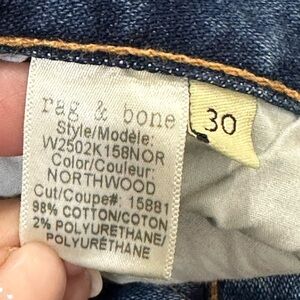 rag & bone
Style/Modèle:
W2502K158NOR
Color/Couleur:
NORTHWOOD
Cut/Coupe#: 15881
98% COTTON/COTON
2% POLYURETHANE/
POLYURÉTHANE
30